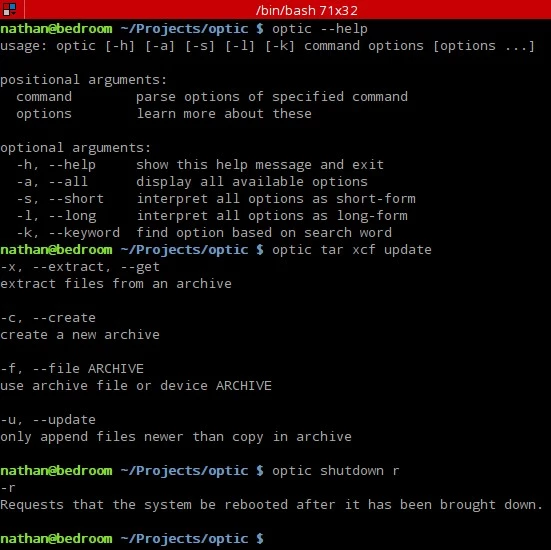 /bin/bash 71x32
nathan@bedroom ~/Projects/optic $ optic --help
usage: optic [-h] [-a] [-s] [-l] [-k] command options [options ...]

positional arguments:
  command        parse options of specified command
  options        learn more about these

optional arguments:
  -h, --help     show this help message and exit
  -a, --all      display all available options
  -s, --short    interpret all options as short-form
  -l, --long     interpret all options as long-form
  -k, --keyword  find option based on search word
nathan@bedroom ~/Projects/optic $ optic tar xcf update
-x, --extract, --get
extract files from an archive

-c, --create
create a new archive

-f, --file ARCHIVE
use archive file or device ARCHIVE

-u, --update
only append files newer than copy in archive

nathan@bedroom ~/Projects/optic $ optic shutdown r
-r
Requests that the system be rebooted after it has been brought down.

nathan@bedroom ~/Projects/optic $